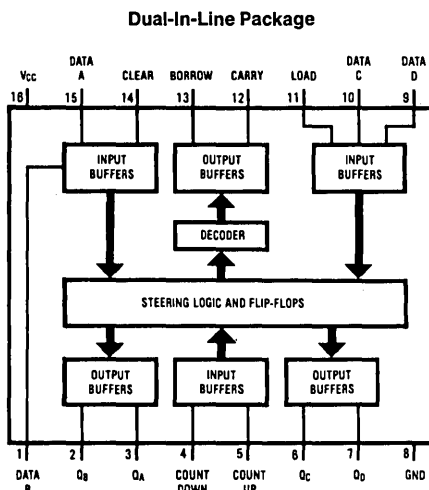 Dual-In-Line Package
VCC
DATA A
CLEAR
BORROW
CARRY
LOAD
DATA C
DATA D
16
15
14
13
12
11
10
9
INPUT
BUFFERS
OUTPUT
BUFFERS
INPUT
BUFFERS
DECODER
STEERING LOGIC AND FLIP-FLOPS
OUTPUT
BUFFERS
INPUT
BUFFERS
OUTPUT
BUFFERS
1
2
3
4
5
6
7
8
DATA
B
QB
QA
COUNT
DOWN
COUNT
UP
QC
QD
GND